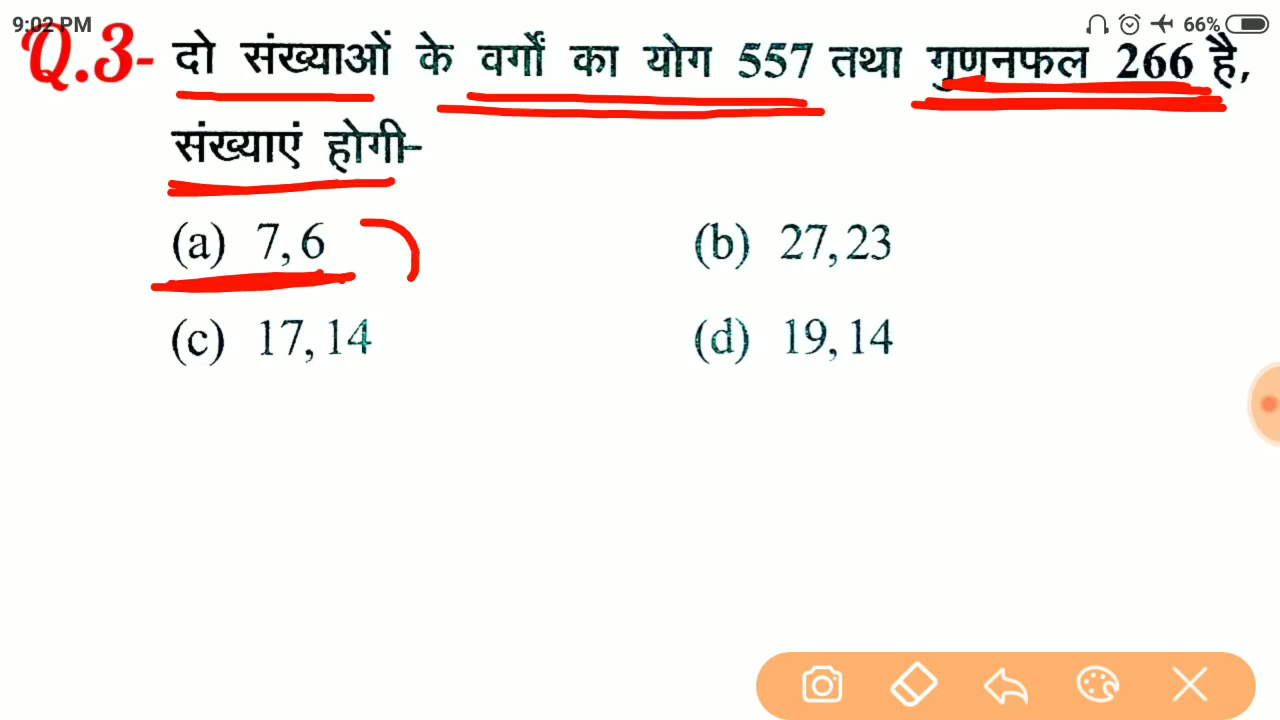 9:02 PM 66%
Q.3- दो संख्याओं के वर्गों का योग 557 तथा गुणनफल 266 है,
संख्याएं होगी-
(a) 7, 6 (b) 27, 23
(c) 17, 14 (d) 19, 14